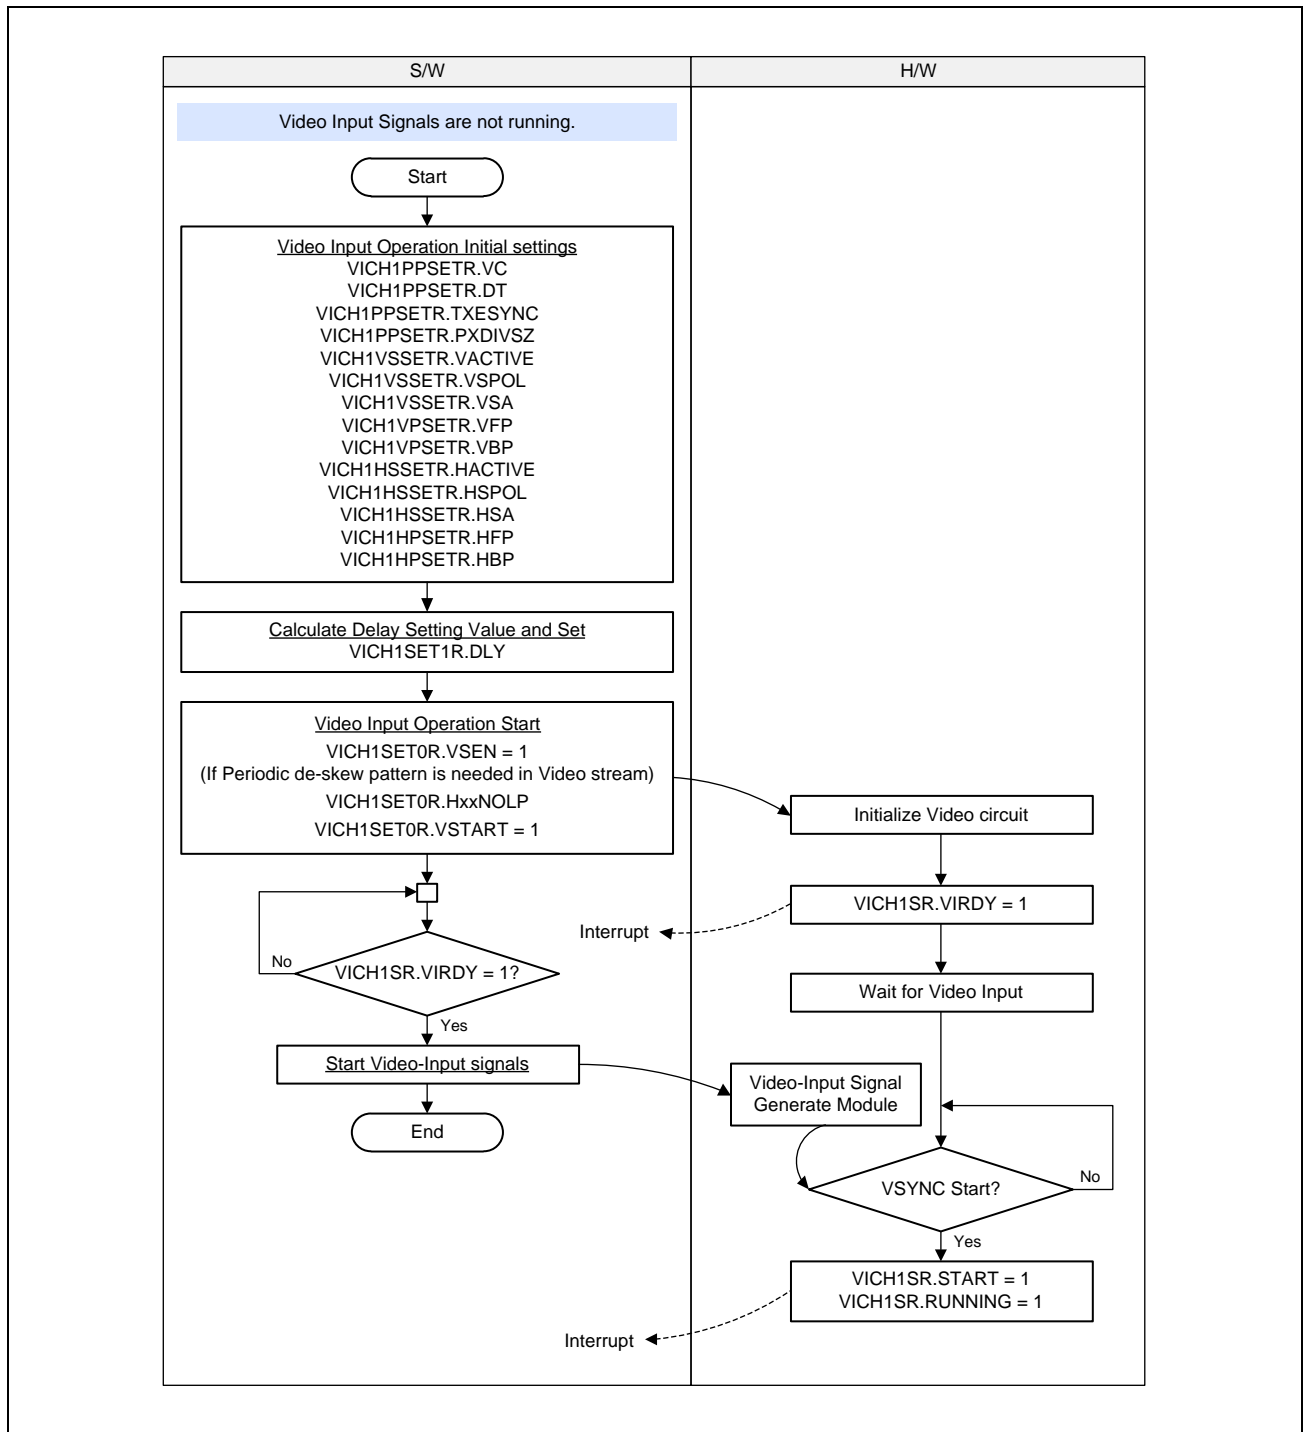 S/W
H/W
Video Input Signals are not running.
Start
Video Input Operation Initial settings
VICH1PPSETR.VC
VICH1PPSETR.DT
VICH1PPSETR.TXESYNC
VICH1PPSETR.PXDIVSZ
VICH1VSSETR.VACTIVE
VICH1VSSETR.VSPOL
VICH1VSSETR.VSA
VICH1VPSETR.VFP
VICH1VPSETR.VBP
VICH1HSSETR.HACTIVE
VICH1HSSETR.HSPOL
VICH1HSSETR.HSA
VICH1HPSETR.HFP
VICH1HPSETR.HBP
Calculate Delay Setting Value and Set
VICH1SET1R.DLY
Video Input Operation Start
VICH1SET0R.VSEN = 1
(If Periodic de-skew pattern is needed in Video stream)
VICH1SET0R.HxxNOLP
VICH1SET0R.VSTART = 1
Initialize Video circuit
VICH1SR.VIRDY = 1
Interrupt
No
VICH1SR.VIRDY = 1?
Wait for Video Input
Yes
Start Video-Input signals
Video-Input Signal
Generate Module
End
VSYNC Start?
No
Yes
VICH1SR.START = 1
VICH1SR.RUNNING = 1
Interrupt